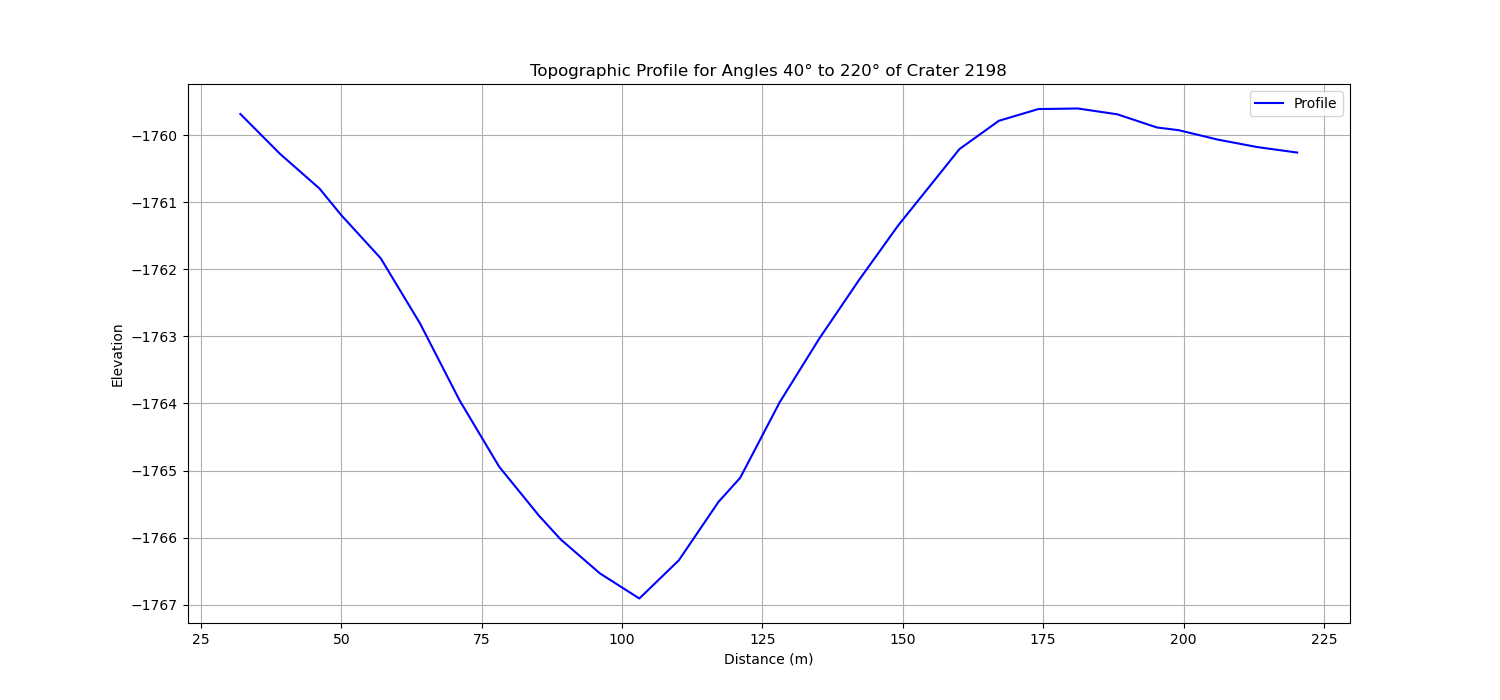 Topographic Profile for Angles 40° to 220° of Crater 2198
Profile
−1760
−1761
−1762
−1763
−1764
−1765
−1766
−1767
Elevation
25 50 75 100 125 150 175 200 225
Distance (m)